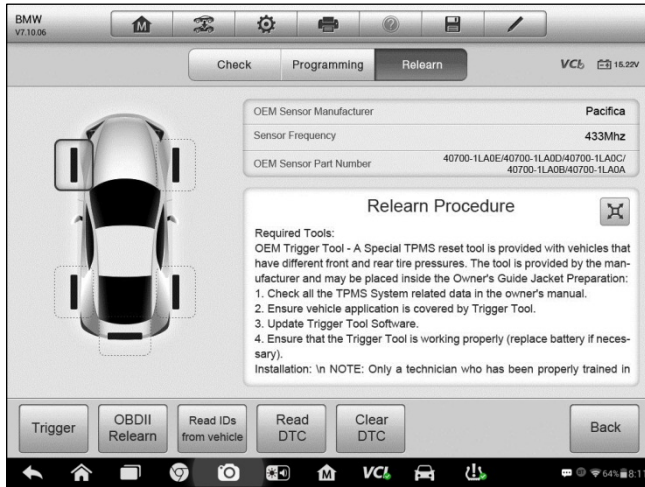 BMW
V7.10.06
Check
Programming
Relearn
VCI
15.22V
OEM Sensor Manufacturer
Pacifica
Sensor Frequency
433Mhz
OEM Sensor Part Number
40700-1LA0E/40700-1LA0D/40700-1LA0C/
40700-1LA0B/40700-1LA0A
Relearn Procedure
Required Tools:
OEM Trigger Tool - A Special TPMS reset tool is provided with vehicles that
have different front and rear tire pressures. The tool is provided by the man-
ufacturer and may be placed inside the Owner's Guide Jacket Preparation:
1. Check all the TPMS System related data in the owner's manual.
2. Ensure vehicle application is covered by Trigger Tool.
3. Update Trigger Tool Software.
4. Ensure that the Trigger Tool is working properly (replace battery if neces-
sary).
Installation: \n NOTE: Only a technician who has been properly trained in
Trigger
OBDII
Relearn
Read IDs
from vehicle
Read
DTC
Clear
DTC
Back
M
VCI
64%
8:11